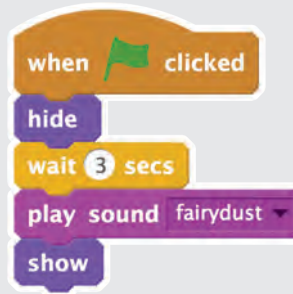 when clicked
hide
wait 3 secs
play sound fairydust
show